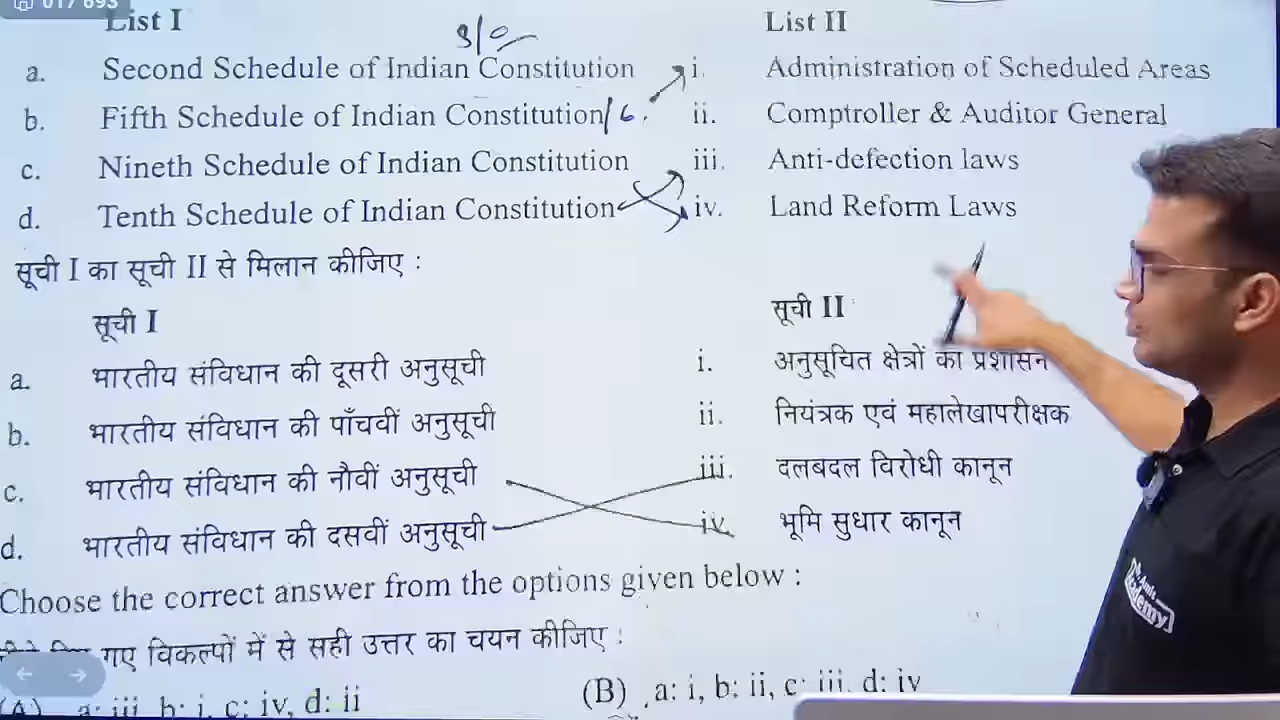 017 693
List I List II
s/o
a. Second Schedule of Indian Constitution i. Administration of Scheduled Areas
b. Fifth Schedule of Indian Constitution/6. ii. Comptroller & Auditor General
c. Nineth Schedule of Indian Constitution iii. Anti-defection laws
d. Tenth Schedule of Indian Constitution iv. Land Reform Laws
सूची I का सूची II से मिलान कीजिए :
सूची I सूची II
a. भारतीय संविधान की दूसरी अनुसूची i. अनुसूचित क्षेत्रों का प्रशासन
b. भारतीय संविधान की पाँचवीं अनुसूची ii. नियंत्रक एवं महालेखापरीक्षक
c. भारतीय संविधान की नौवीं अनुसूची iii. दलबदल विरोधी कानून
d. भारतीय संविधान की दसवीं अनुसूची iv. भूमि सुधार कानून
Choose the correct answer from the options given below :
गए विकल्पों में से सही उत्तर का चयन कीजिए :
(A) a: iii, b: i, c: iv, d: ii (B) a: i, b: ii, c: iii, d: iv